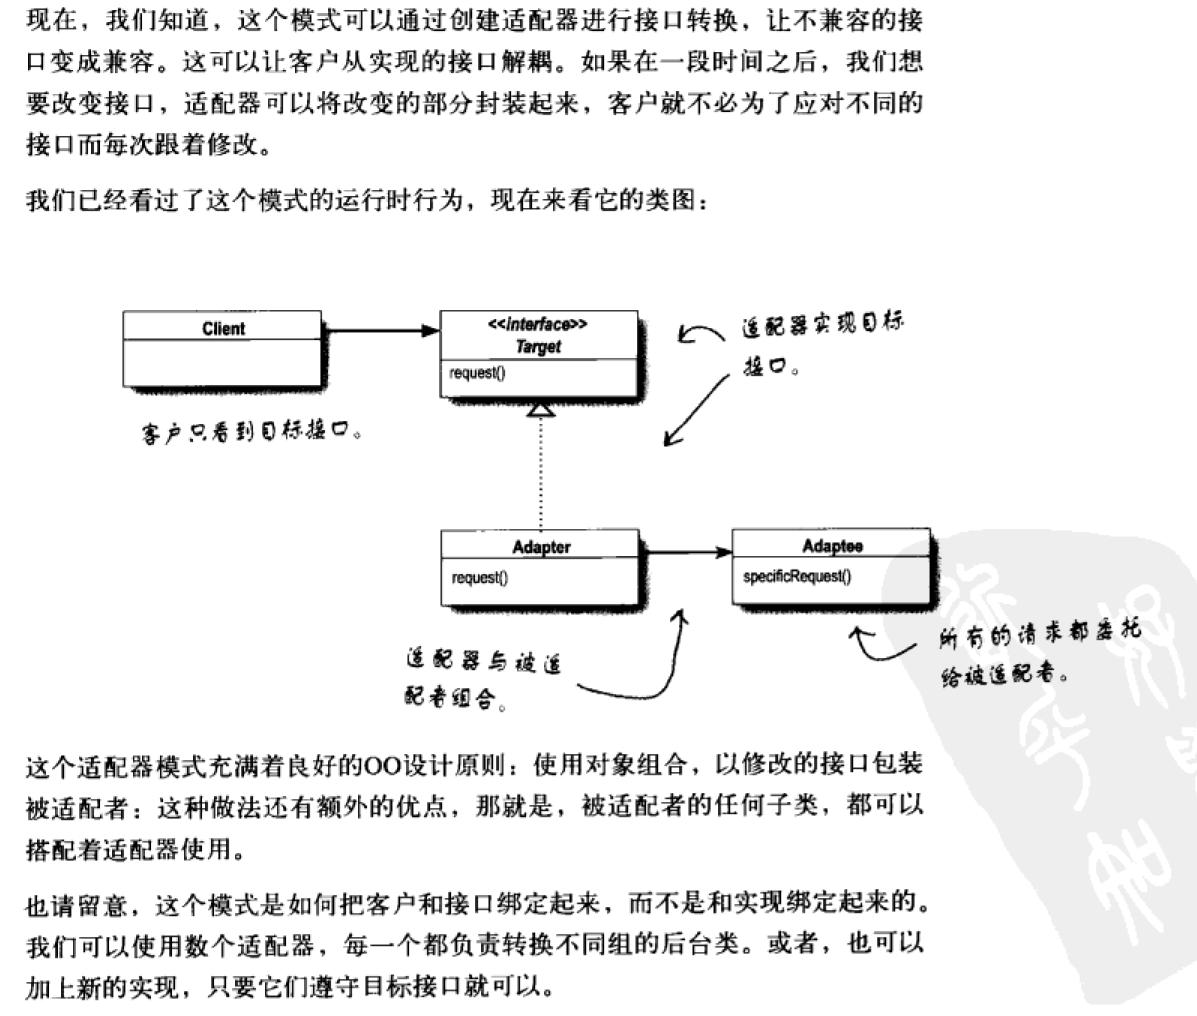 现在，我们知道，这个模式可以通过创建适配器进行接口转换，让不兼容的接
口变成兼容。这可以让客户从实现的接口解耦。如果在一段时间之后，我们想
要改变接口，适配器可以将改变的部分封装起来，客户就不必为了应对不同的
接口而每次跟着修改。
我们已经看过了这个模式的运行时行为，现在来看它的类图：
Client
<<interface>>
Target
request()
适配器实现目标
接口。
客户只看到目标接口。
Adapter
request()
Adaptee
specificRequest()
适配器与被适
配者组合。
所有的请求都委托
给被适配者。
这个适配器模式充满着良好的OO设计原则：使用对象组合，以修改的接口包装
被适配者：这种做法还有额外的优点，那就是，被适配者的任何子类，都可以
搭配着适配器使用。
也请留意，这个模式是如何把客户和接口绑定起来，而不是和实现绑定起来的。
我们可以使用数个适配器，每一个都负责转换不同组的后台类。或者，也可以
加上新的实现，只要它们遵守目标接口就可以。